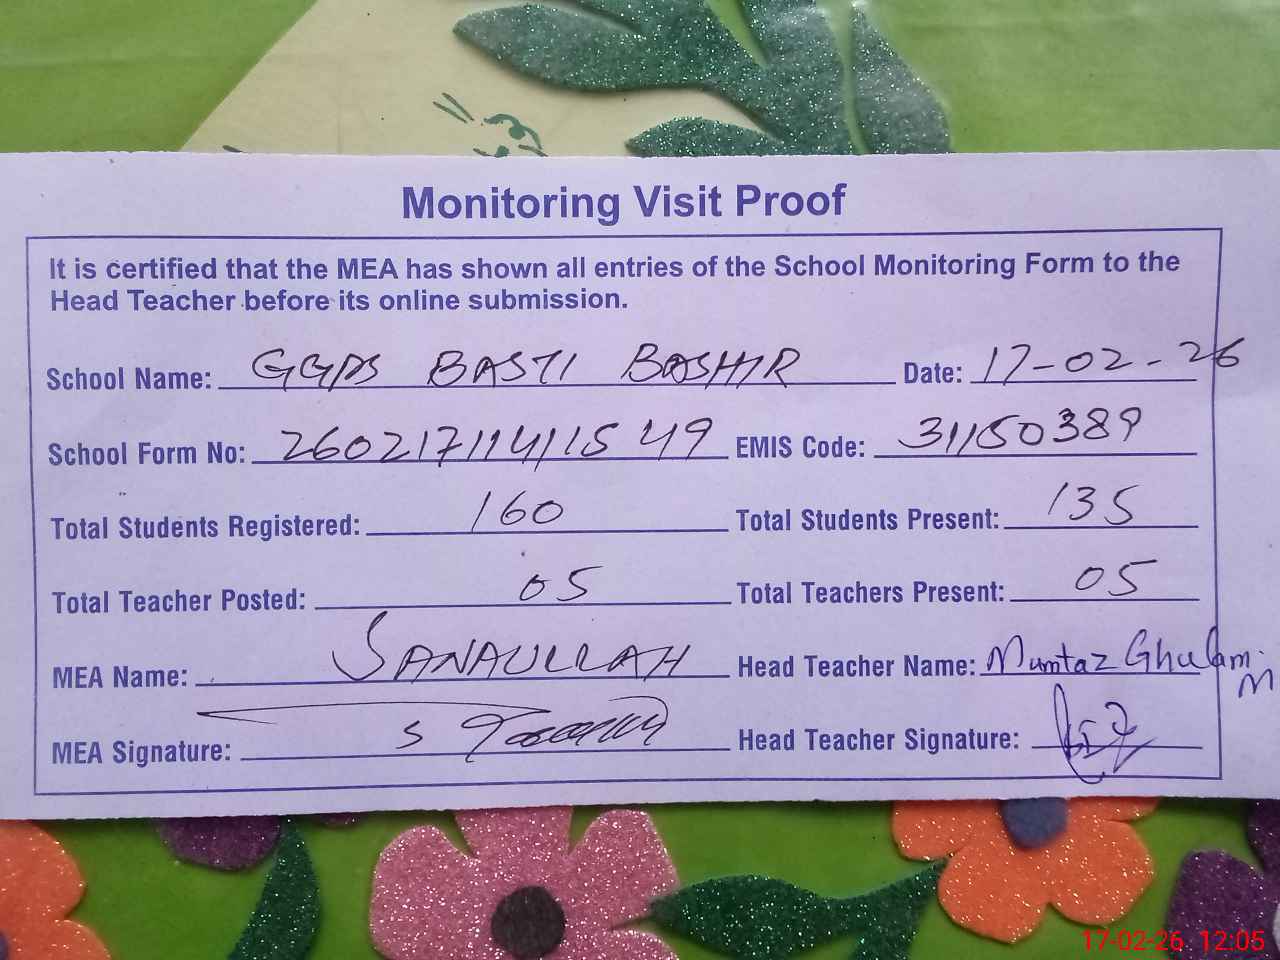 Monitoring Visit Proof
It is certified that the MEA has shown all entries of the School Monitoring Form to the
Head Teacher before its online submission.
School Name: GGPS BASTI BASHIR Date: 17-02-26
School Form No: 26021711411549 EMIS Code: 31150389
Total Students Registered: 160 Total Students Present: 135
Total Teacher Posted: 05 Total Teachers Present: 05
MEA Name: SANAULLAH Head Teacher Name: Mumtaz Ghulam. M
MEA Signature: Head Teacher Signature:
17-02-26 12:05